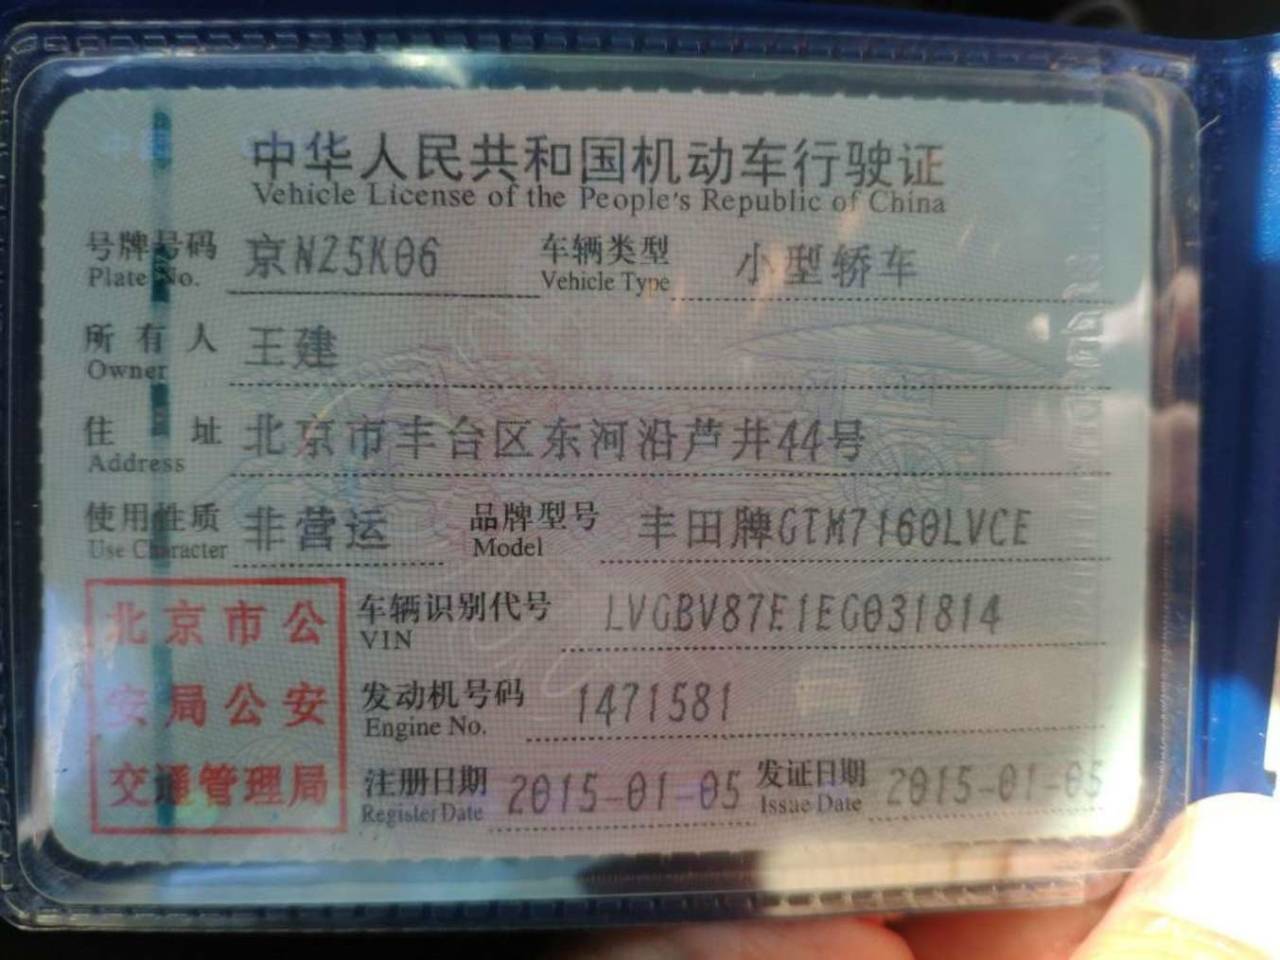 中华人民共和国机动车行驶证
Vehicle License of the People's Republic of China
号牌号码 京NZ5K06 车辆类型 小型轿车
Plate No. Vehicle Type
所有人 王建
Owner
住址 北京市丰台区东河沿芦井44号
Address
使用性质 非营运 品牌型号 丰田牌GTM7160LVCE
Use Character Model
北京市公 车辆识别代号 LVGBV87E1EG031814
VIN
安局公安 发动机号码 1471581
Engine No.
交通管理局 注册日期 2015-01-05 发证日期 2015-01-05
Register Date Issue Date